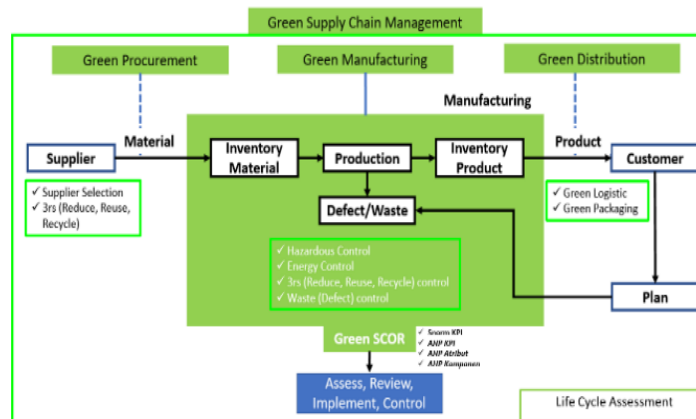 Green Supply Chain Management
Green Procurement
Green Manufacturing
Green Distribution
Manufacturing
Material
Product
Supplier
Inventory
Material
Production
Inventory
Product
Customer
✓ Supplier Selection
✓ 3rs (Reduce, Reuse,
Recycle)
Defect/Waste
✓ Green Logistic
✓ Green Packaging
✓ Hazardous Control
✓ Energy Control
✓ 3rs (Reduce, Reuse, Recycle) control
✓ Waste (Defect) control
Plan
Green SCOR
✓ Snorm KPI
✓ AHP KPI
✓ AHP Atribut
✓ AHP Komponen
Assess, Review,
Implement, Control
Life Cycle Assessment